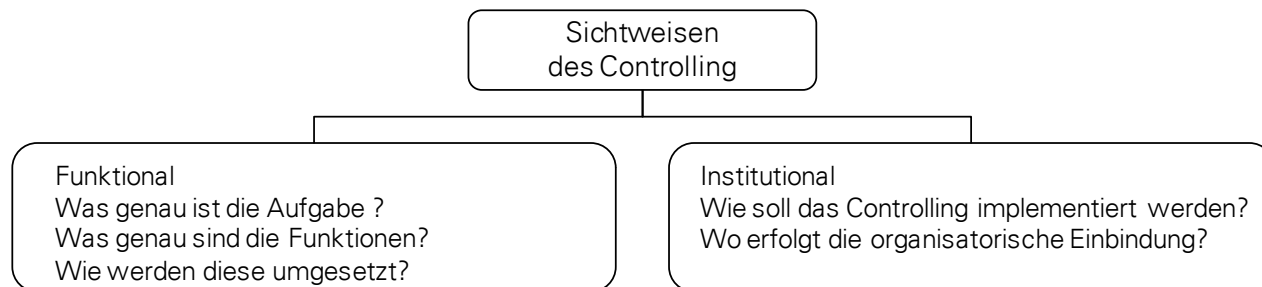 Sichtweisen
des Controlling
Funktional
Was genau ist die Aufgabe ?
Was genau sind die Funktionen?
Wie werden diese umgesetzt?
Institutional
Wie soll das Controlling implementiert werden?
Wo erfolgt die organisatorische Einbindung?